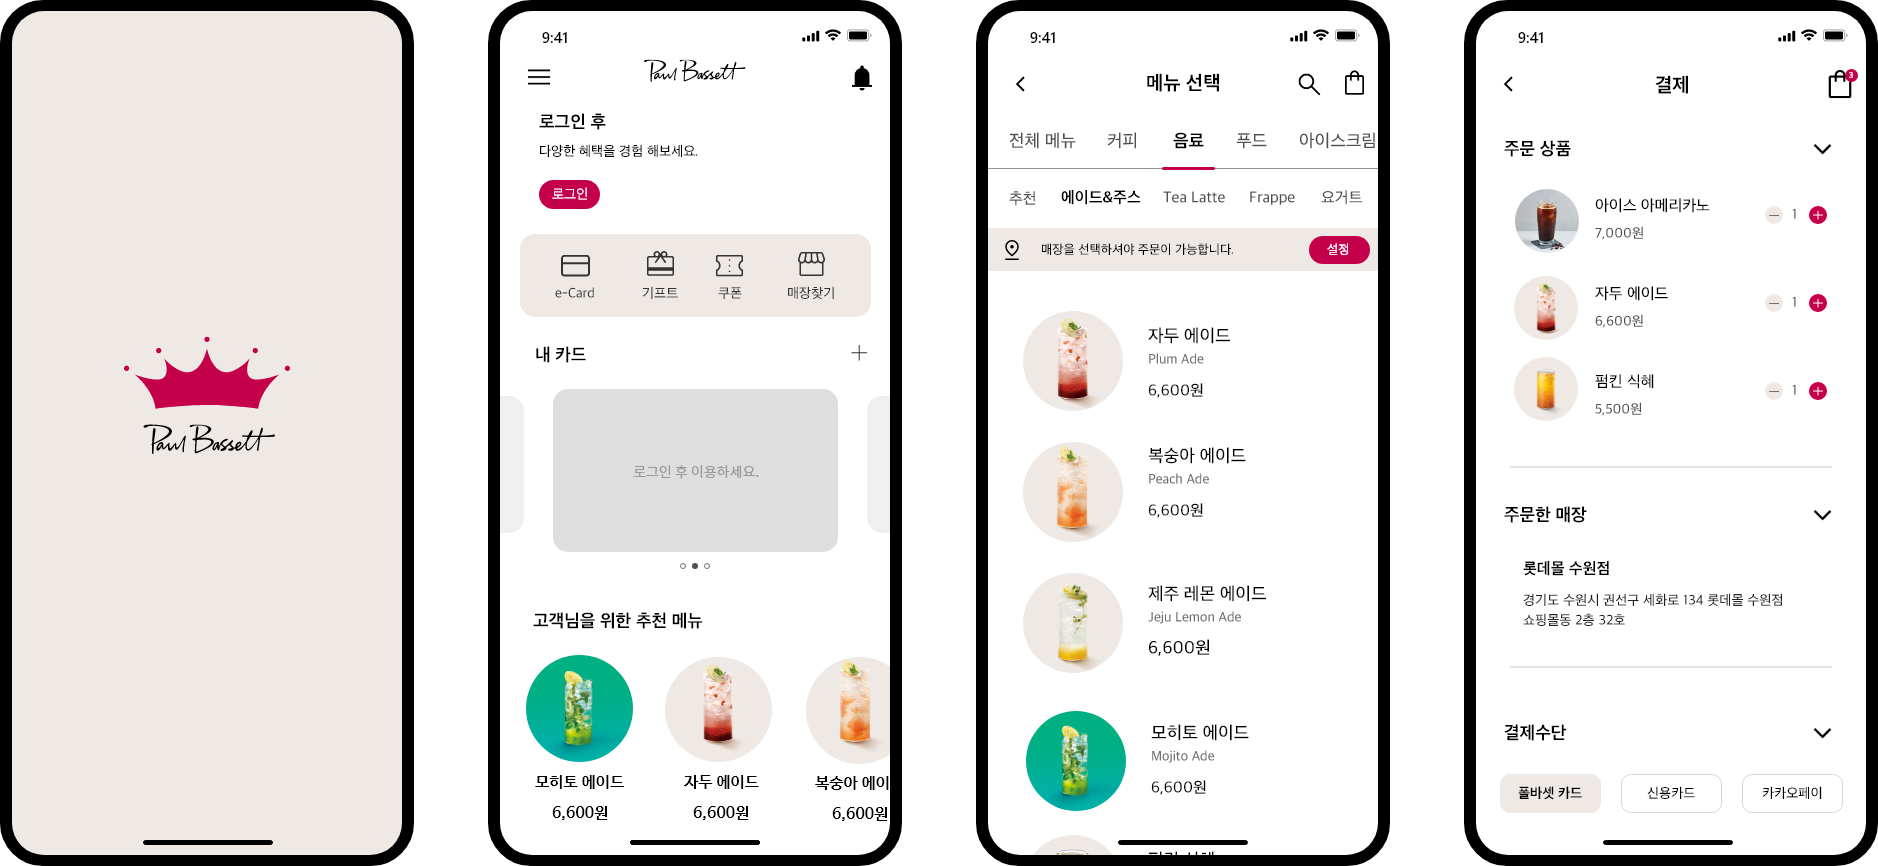 Paul Bassett
9:41
Paul Bassett
로그인 후
다양한 혜택을 경험 해보세요.
로그인
e-Card 기프트 쿠폰 매장찾기
내 카드
로그인 후 이용하세요.
고객님을 위한 추천 메뉴
모히토 에이드 자두 에이드 복숭아 에이
6,600원 6,600원 6,600원
9:41
메뉴 선택
전체 메뉴 커피 음료 푸드 아이스크림
추천 에이드&주스 Tea Latte Frappe 요거트
매장을 선택하셔야 주문이 가능합니다. 설정
자두 에이드
Plum Ade
6,600원
복숭아 에이드
Peach Ade
6,600원
제주 레몬 에이드
Jeju Lemon Ade
6,600원
모히토 에이드
Mojito Ade
6,600원
9:41
결제 3
주문 상품
아이스 아메리카노
7,000원
1
자두 에이드
6,600원
1
펌킨 식혜
5,500원
1
주문한 매장
롯데몰 수원점
경기도 수원시 권선구 세화로 134 롯데몰 수원점
쇼핑몰동 2층 32호
결제수단
폴바셋 카드 신용카드 카카오페이